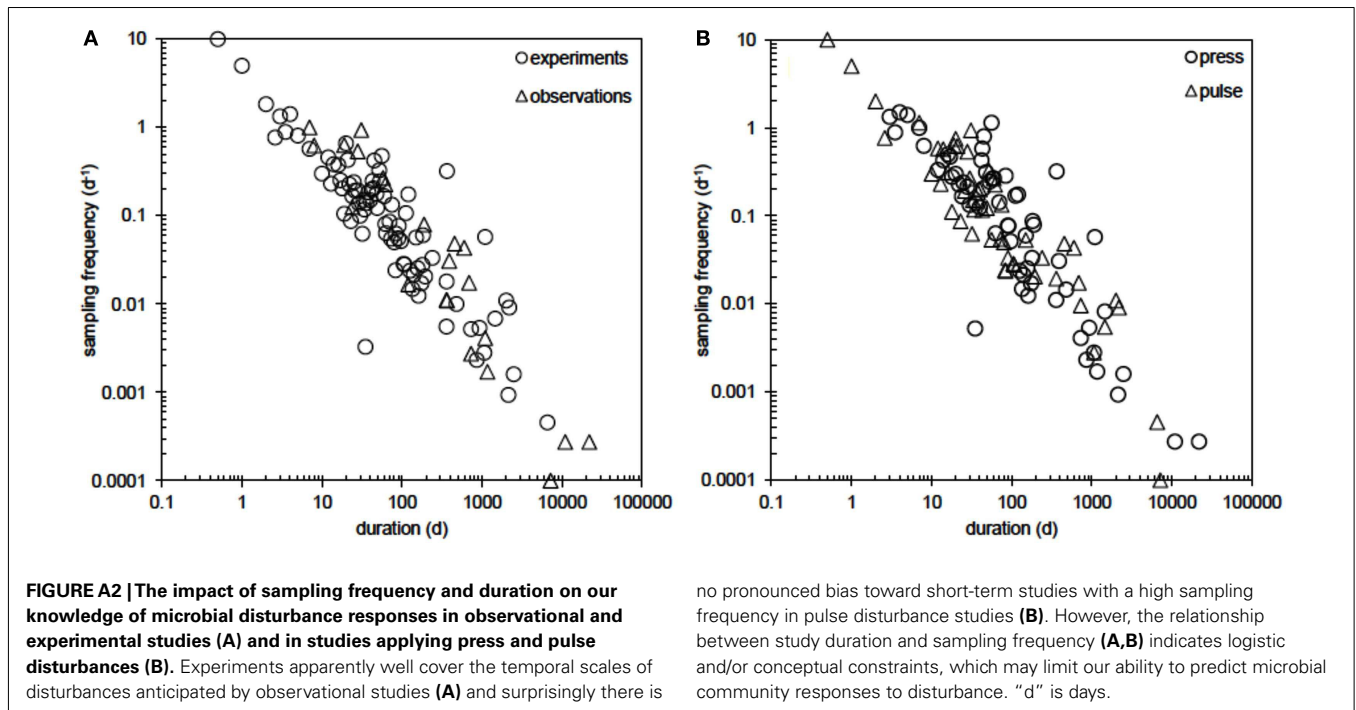 A
10
1
0.1
0.01
0.001
0.0001
sampling frequency (d-1)
experiments
observations
0.1 1 10 100 1000 10000 100000
duration (d)
B
10
1
0.1
0.01
0.001
0.0001
sampling frequency (d-1)
press
pulse
0.1 1 10 100 1000 10000 100000
duration (d)
FIGURE A2 | The impact of sampling frequency and duration on our
knowledge of microbial disturbance responses in observational and
experimental studies (A) and in studies applying press and pulse
disturbances (B). Experiments apparently well cover the temporal scales of
disturbances anticipated by observational studies (A) and surprisingly there is
no pronounced bias toward short-term studies with a high sampling
frequency in pulse disturbance studies (B). However, the relationship
between study duration and sampling frequency (A,B) indicates logistic
and/or conceptual constraints, which may limit our ability to predict microbial
community responses to disturbance. “d” is days.